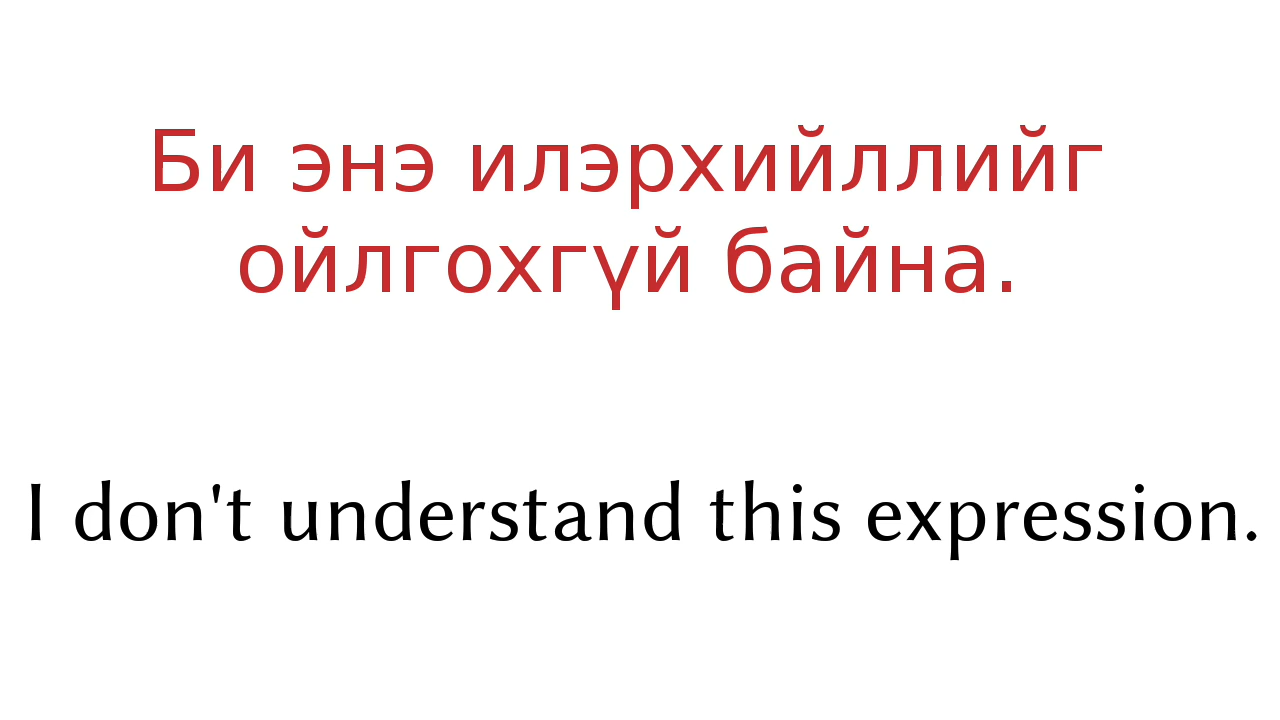 Би энэ илэрхийллийг
ойлгохгүй байна.
I don't understand this expression.